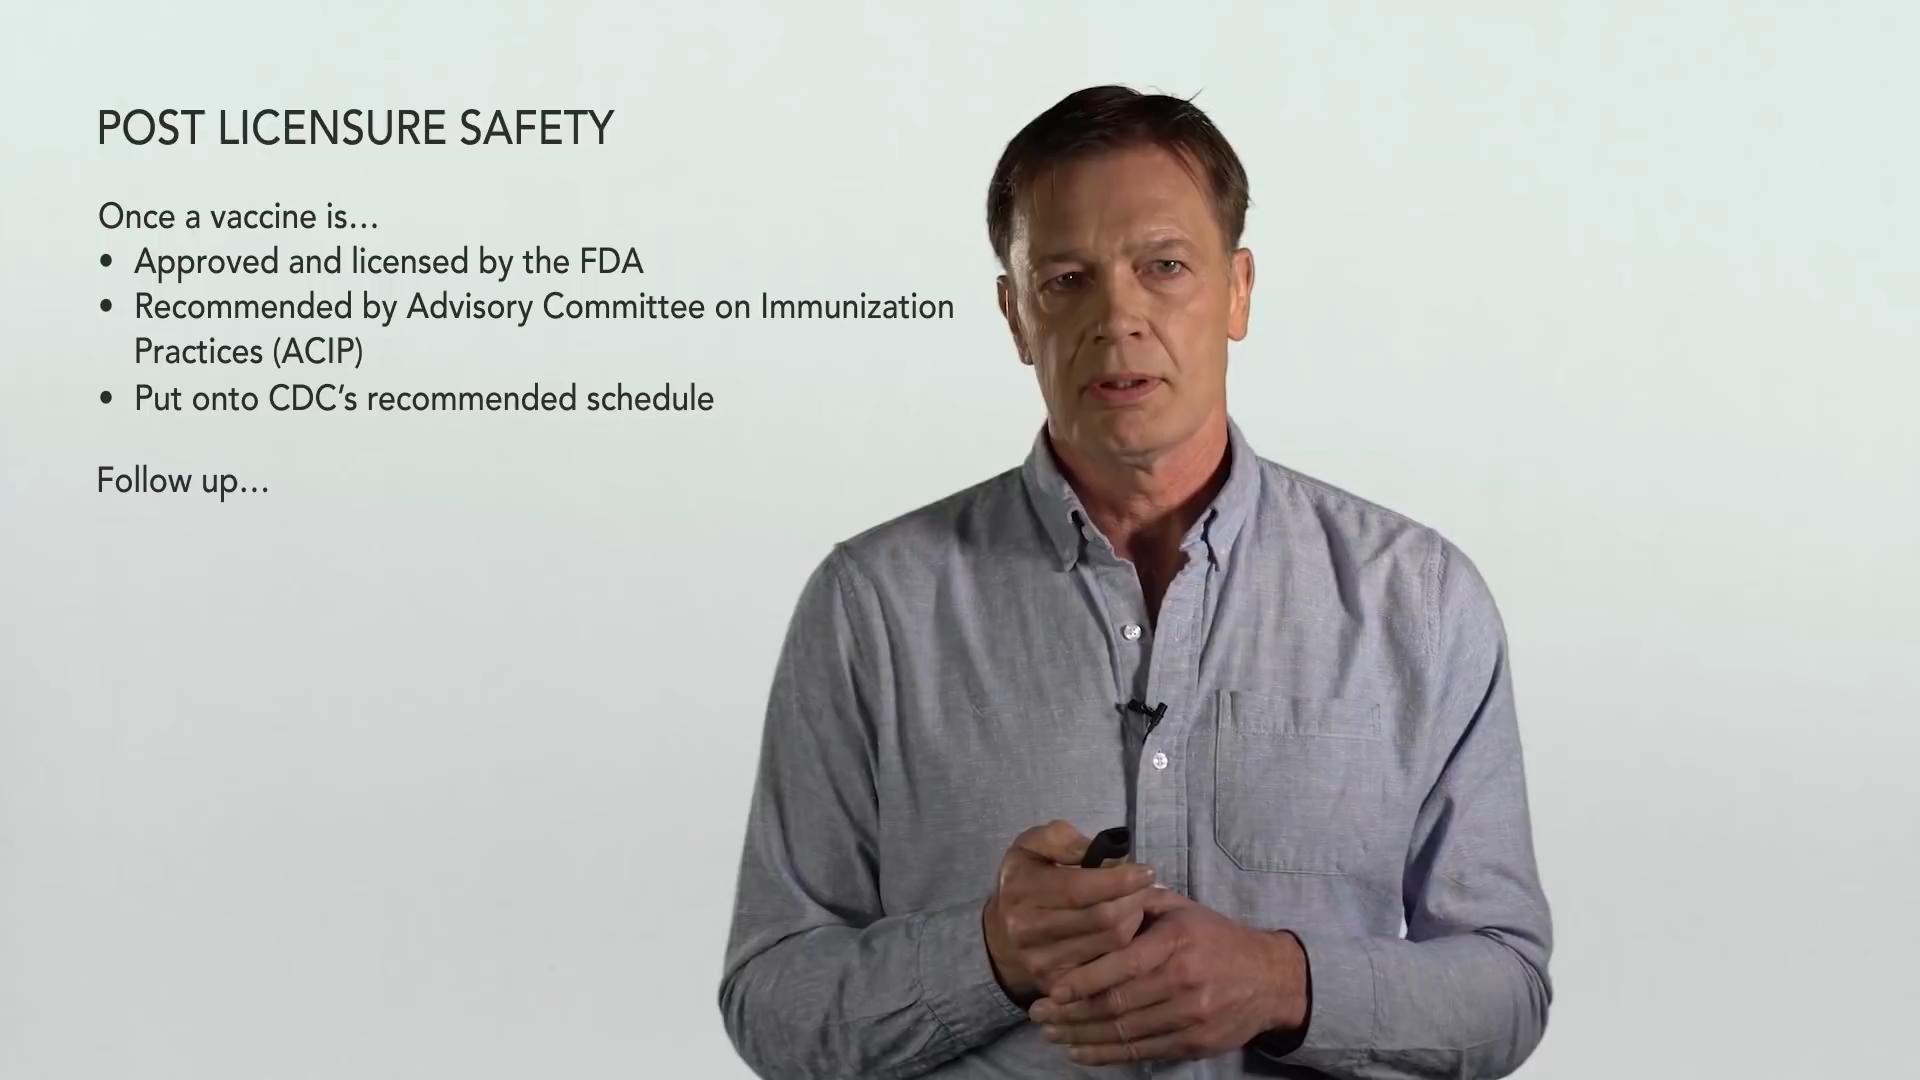 POST LICENSURE SAFETY
Once a vaccine is…
• Approved and licensed by the FDA
• Recommended by Advisory Committee on Immunization
Practices (ACIP)
• Put onto CDC‘s recommended schedule
Follow up…